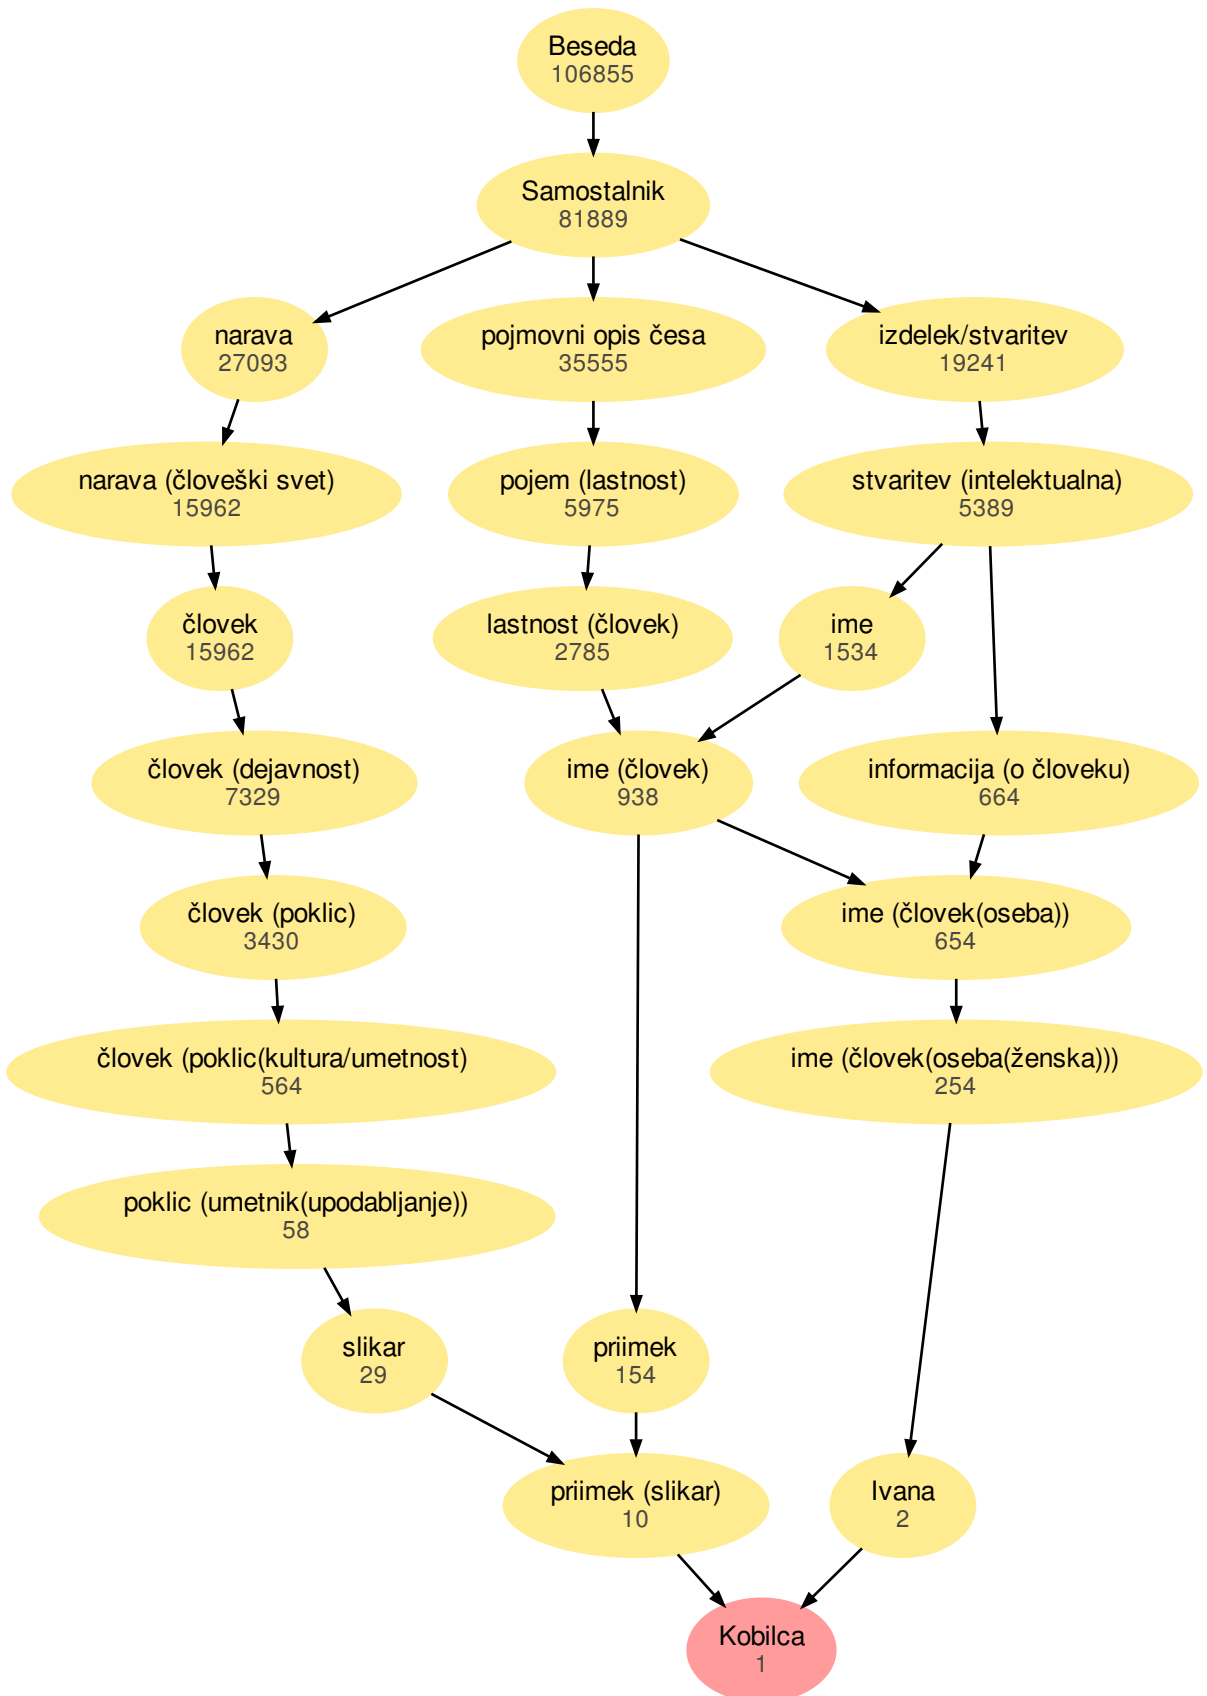 Beseda
106855
Samostalnik
81889
narava
27093
pojmovni opis česa
35555
izdelek/stvaritev
19241
narava (človeški svet)
15962
pojem (lastnost)
5975
stvaritev (intelektualna)
5389
človek
15962
lastnost (človek)
2785
ime
1534
človek (dejavnost)
7329
ime (človek)
938
informacija (o človeku)
664
človek (poklic)
3430
ime (človek(oseba))
654
človek (poklic(kultura/umetnost)
564
ime (človek(oseba(ženska)))
254
poklic (umetnik(upodabljanje))
58
slikar
29
priimek
154
priimek (slikar)
10
Ivana
2
Kobilca
1